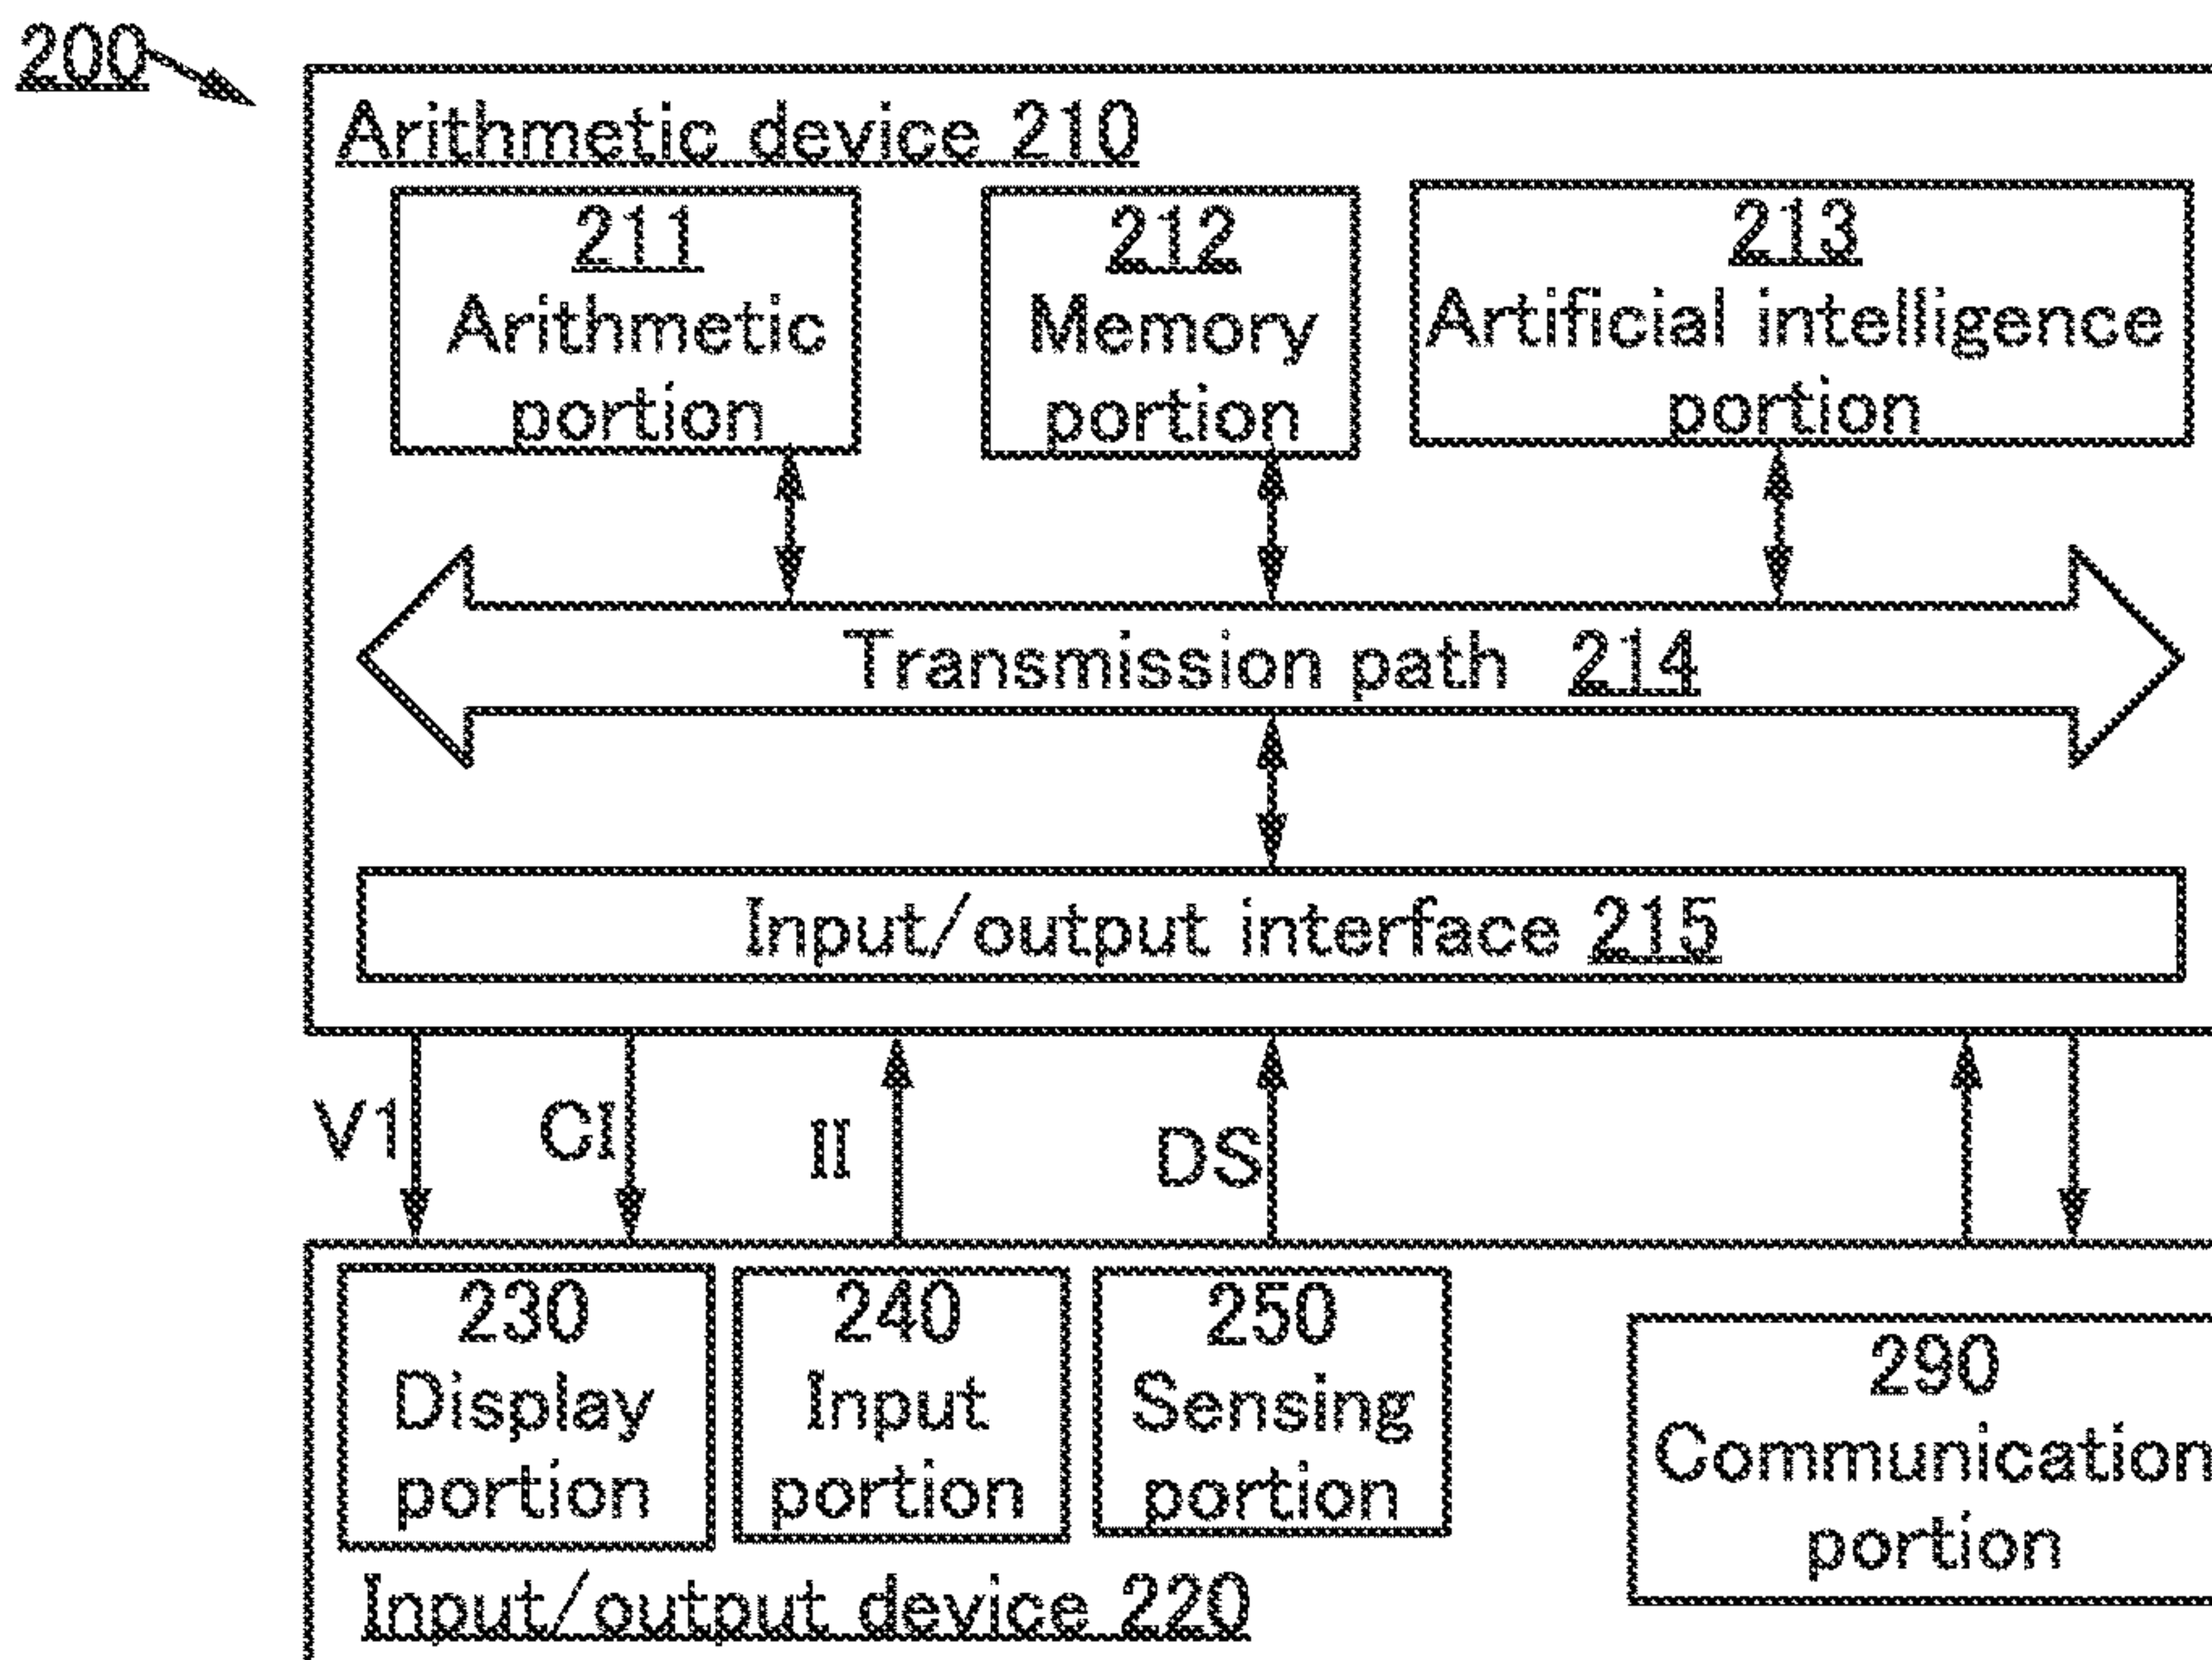 200
Arithmetic device 210
211
Arithmetic
portion
212
Memory
portion
213
Artificial intelligence
portion
Transmission path 214
Input/output interface 215
V1
CI
II
DS
230
Display
portion
240
Input
portion
250
Sensing
portion
290
Communication
portion
Input/output device 220